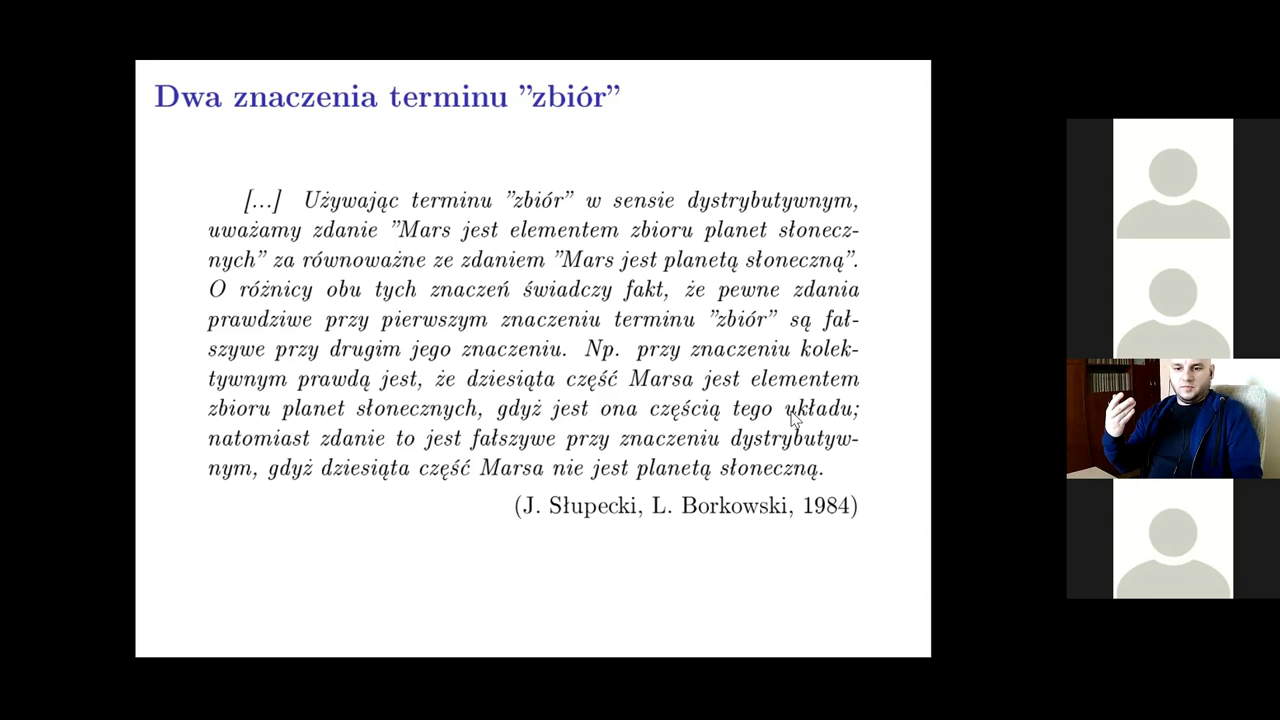 Dwa znaczenia terminu ”zbiór”
[...] Używając terminu ”zbiór” w sensie dystrybutywnym,
uważamy zdanie ”Mars jest elementem zbioru planet słonecz-
nych” za równoważne ze zdaniem ”Mars jest planetą słoneczną”.
O różnicy obu tych znaczeń świadczy fakt, że pewne zdania
prawdziwe przy pierwszym znaczeniu terminu ”zbiór” są fał-
szywe przy drugim jego znaczeniu. Np. przy znaczeniu kolek-
tywnym prawdą jest, że dziesiąta część Marsa jest elementem
zbioru planet słonecznych, gdyż jest ona częścią tego układu;
natomiast zdanie to jest fałszywe przy znaczeniu dystrybutyw-
nym, gdyż dziesiąta część Marsa nie jest planetą słoneczną.
(J. Słupecki, L. Borkowski, 1984)